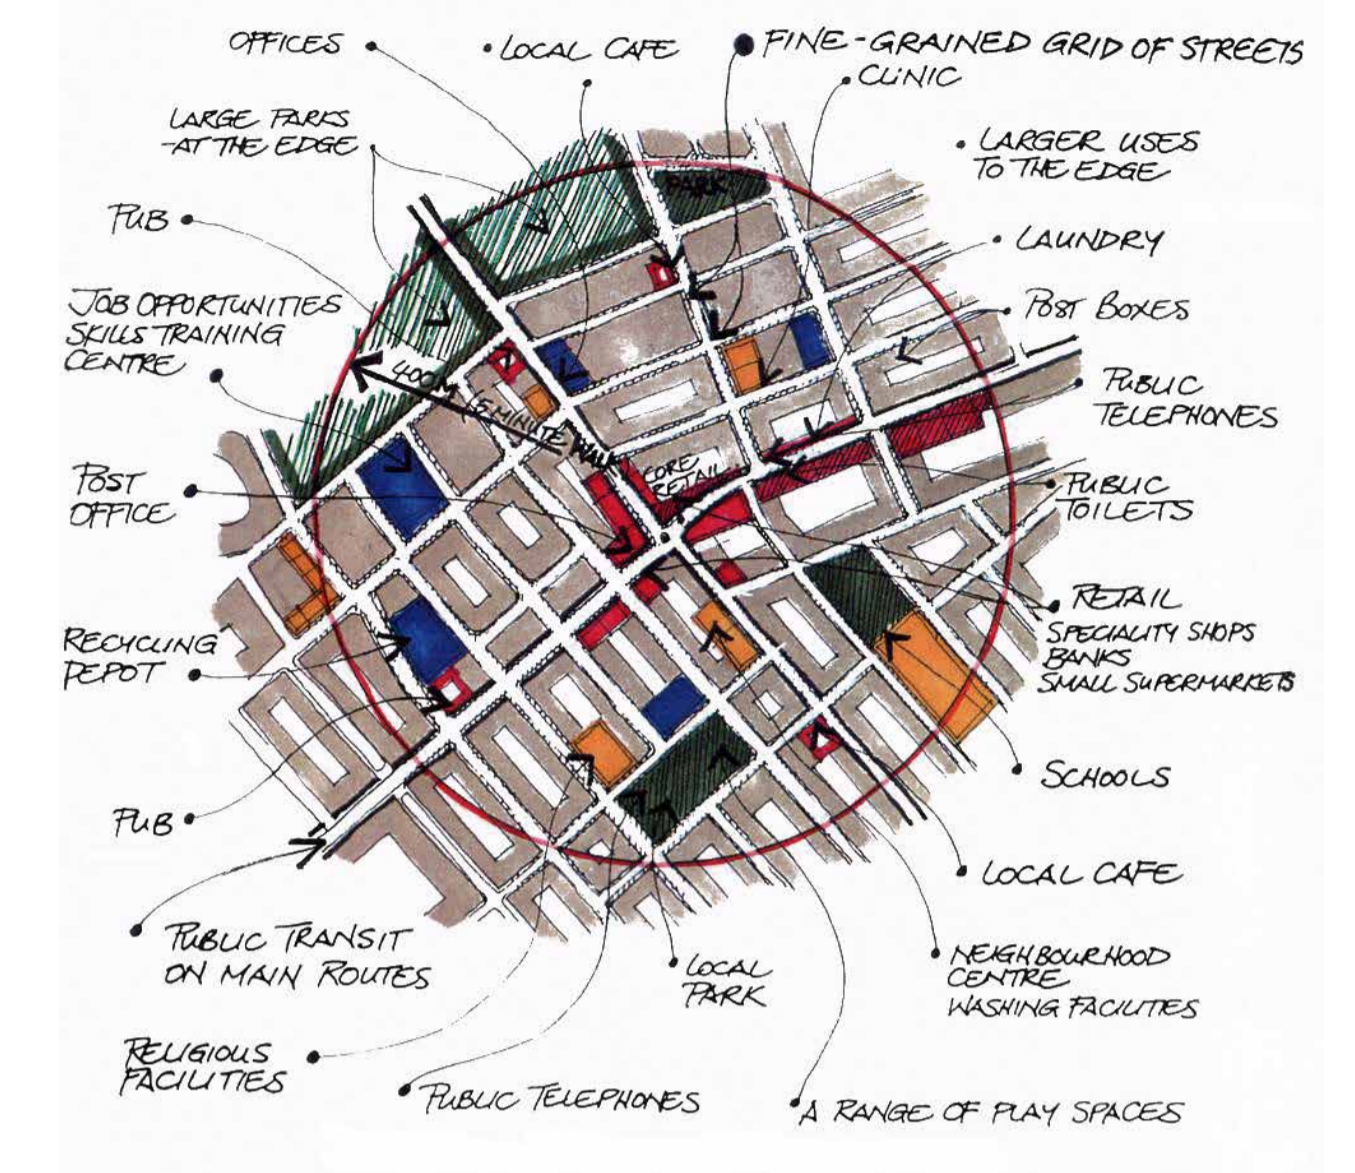 OFFICES
LOCAL CAFE
FINE-GRAINED GRID OF STREETS
CLINIC
LARGE PARKS
-AT THE EDGE
LARGER USES
TO THE EDGE
PARK
PUB
LAUNDRY
JOB OPPORTUNITIES
SKILLS TRAINING
CENTRE
POST BOXES
400M
5 MINUTE WALK
PUBLIC
TELEPHONES
CORE
RETAIL
POST
OFFICE
PUBLIC
TOILETS
RETAIL
SPECIALITY SHOPS
BANKS
SMALL SUPERMARKETS
RECYCLING
DEPOT
SCHOOLS
PUB
LOCAL CAFE
PUBLIC TRANSIT
ON MAIN ROUTES
LOCAL
PARK
NEIGHBOURHOOD
CENTRE
WASHING FACILITIES
RELIGIOUS
FACILITIES
PUBLIC TELEPHONES
A RANGE OF PLAY SPACES